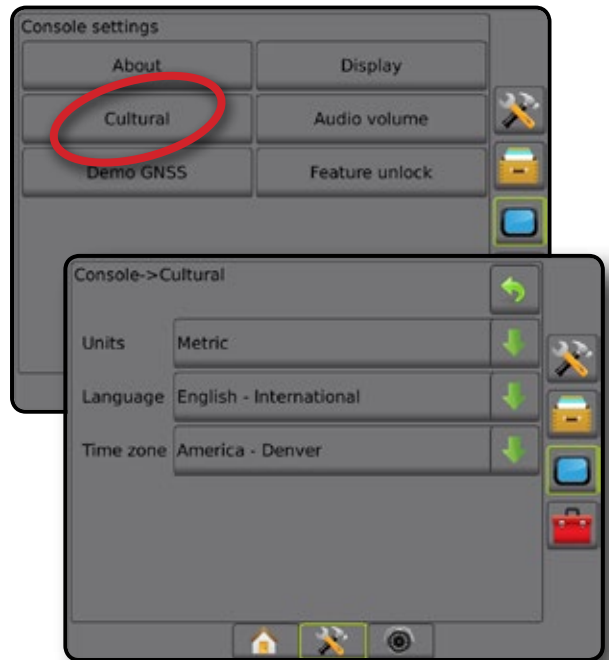 Console settings
About
Display
Cultural
Audio volume
Demo GNSS
Feature unlock
Console->Cultural
Units
Metric
Language
English - International
Time zone
America - Denver